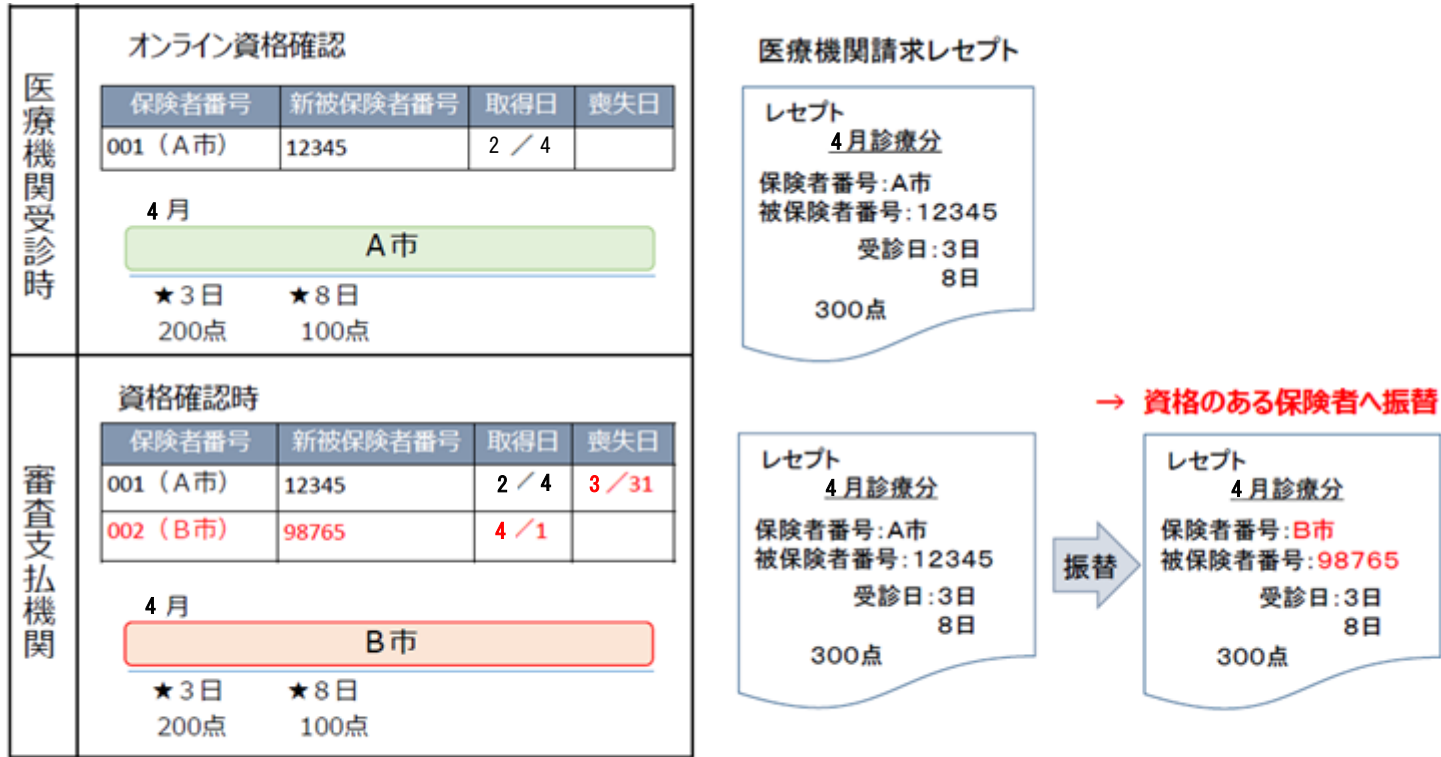 医療機関受診時
オンライン資格確認
保険者番号 新被保険者番号 取得日 喪失日
001（A市） 12345 2／4
4月
A市
★3日 ★8日
200点 100点
医療機関請求レセプト
レセプト
4月診療分
保険者番号：A市
被保険者番号：12345
受診日：3日
8日
300点
審査支払機関
資格確認時
保険者番号 新被保険者番号 取得日 喪失日
001（A市） 12345 2／4 3／31
002（B市） 98765 4／1
4月
B市
★3日 ★8日
200点 100点
→ 資格のある保険者へ振替
レセプト
4月診療分
保険者番号：A市
被保険者番号：12345
受診日：3日
8日
300点
振替
レセプト
4月診療分
保険者番号：B市
被保険者番号：98765
受診日：3日
8日
300点